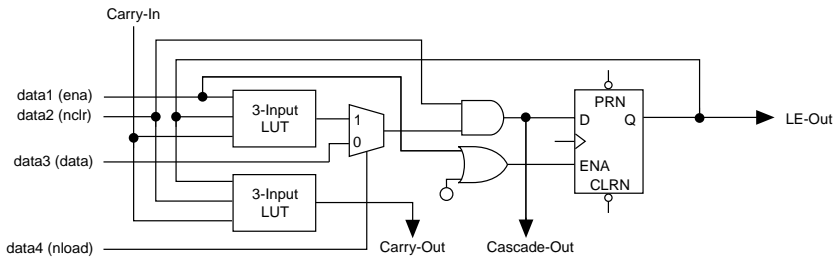 Carry-In
data1 (ena)
data2 (nclr)
data3 (data)
data4 (nload)
3-Input
LUT
3-Input
LUT
1
0
Carry-Out
Cascade-Out
PRN
D
Q
ENA
CLRN
LE-Out